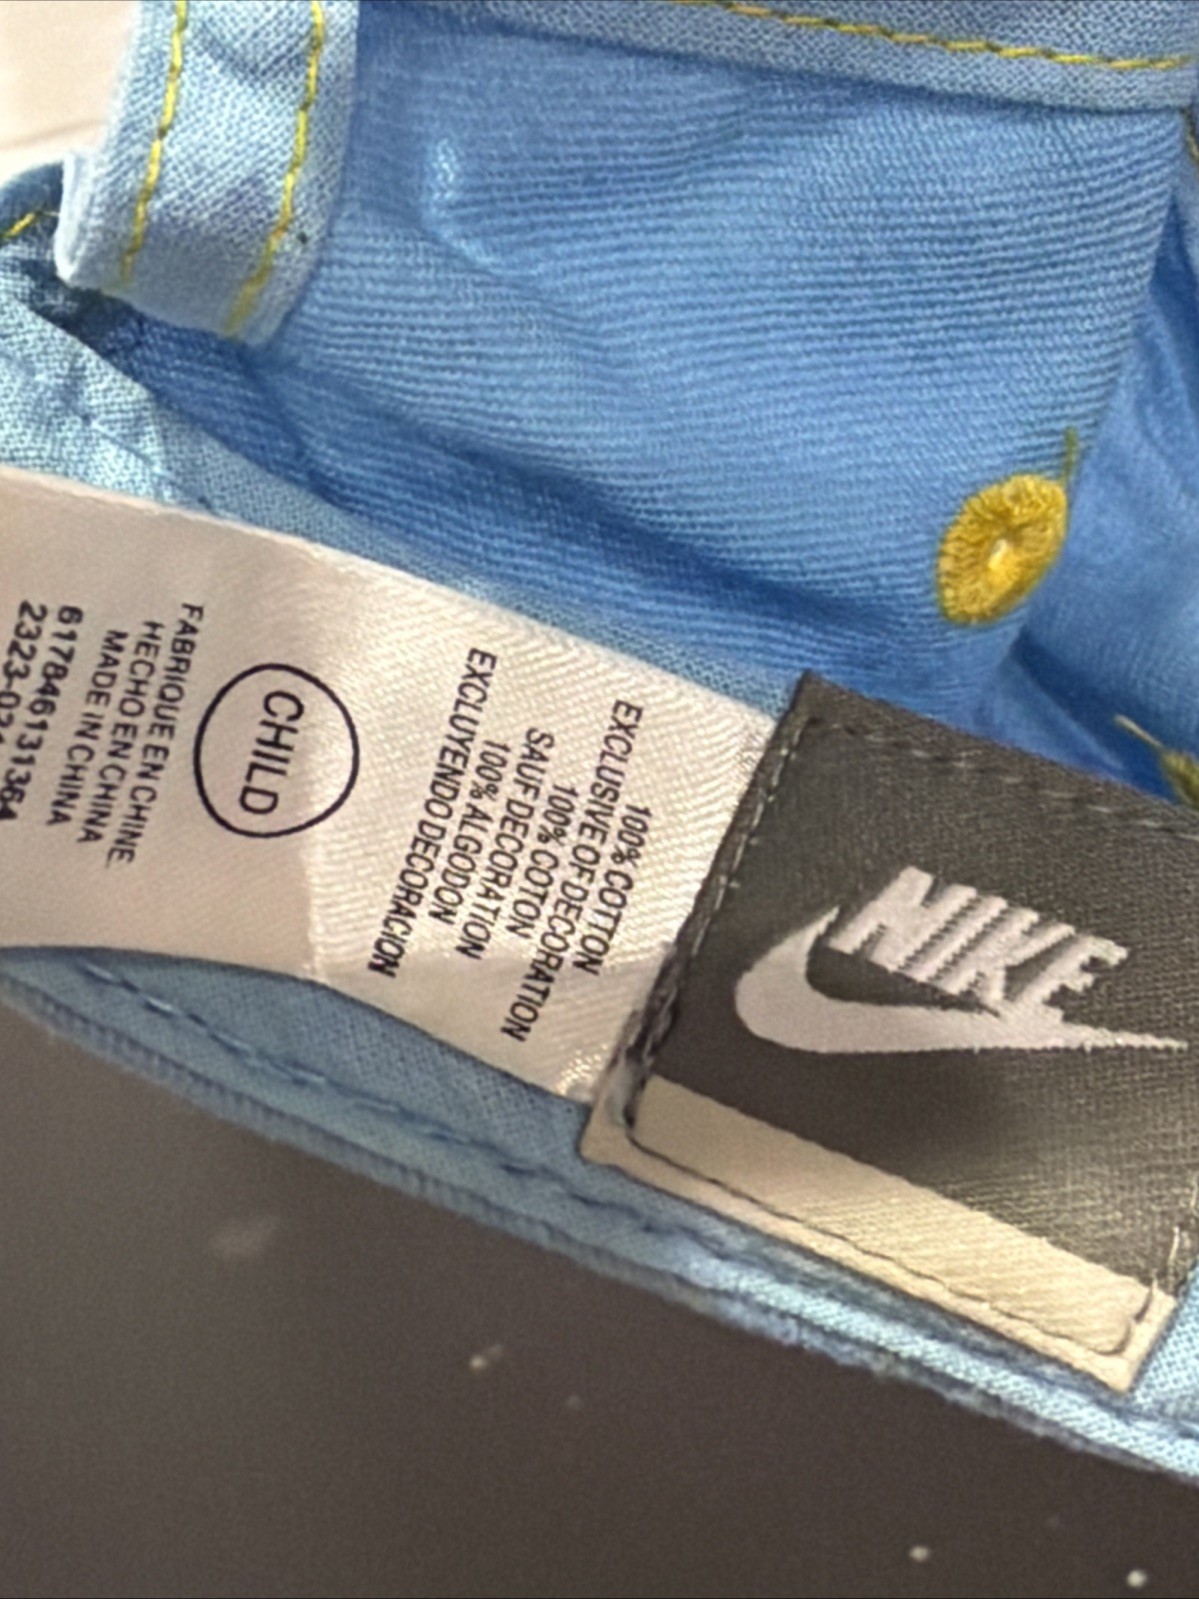 NIKE
100% COTTON
EXCLUSIVE OF DECORATION
100% COTON
SAUF DECORATION
100% ALGODON
EXCLUYENDO DECORACION
CHILD
FABRIQUE EN CHINE
HECHO EN CHINA
MADE IN CHINA
617846131364